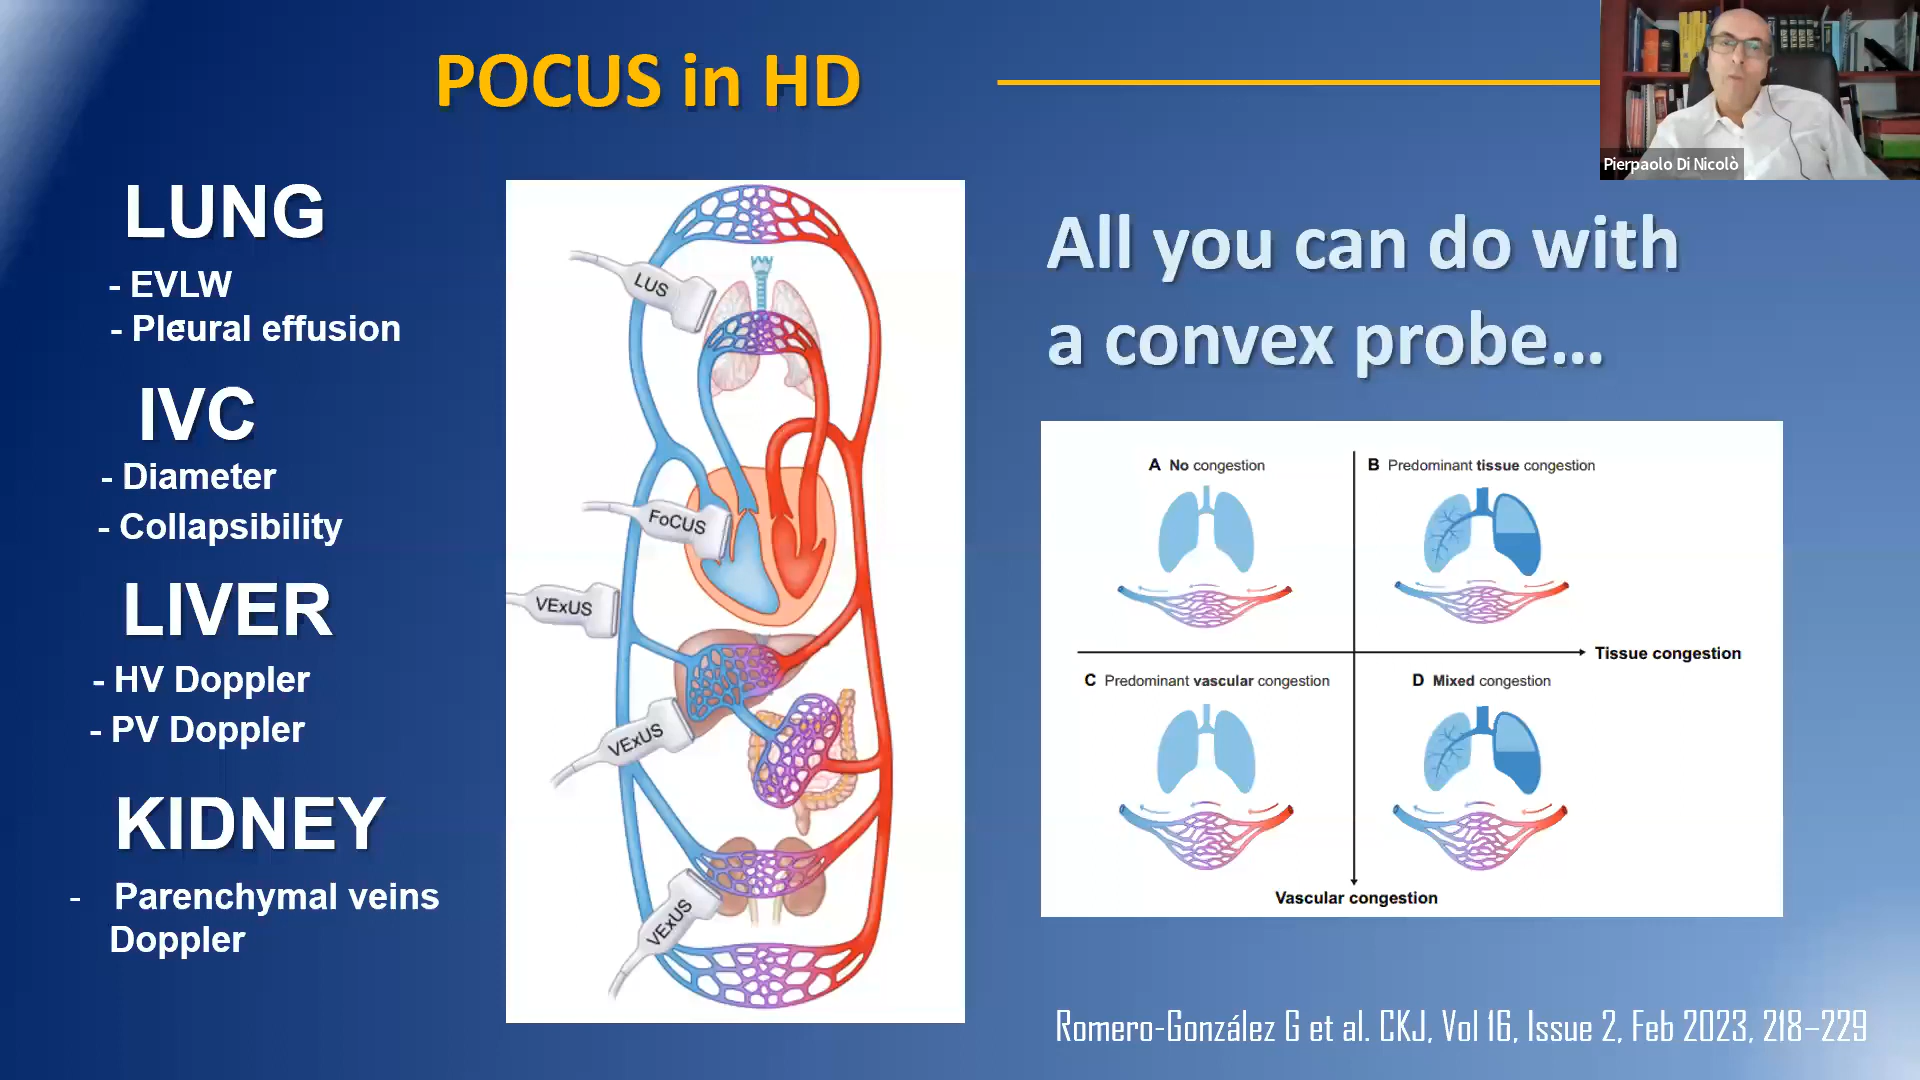 POCUS in HD
Pierpaolo Di Nicolò
LUNG
- EVLW
- Pleural effusion
IVC
- Diameter
- Collapsibility
LIVER
- HV Doppler
- PV Doppler
KIDNEY
- Parenchymal veins
Doppler
LUS
FoCUS
VExUS
VExUS
VExUS
All you can do with
a convex probe...
A No congestion
B Predominant tissue congestion
Tissue congestion
C Predominant vascular congestion
D Mixed congestion
Vascular congestion
Romero-González G et al. CKJ, Vol 16, Issue 2, Feb 2023, 218–229